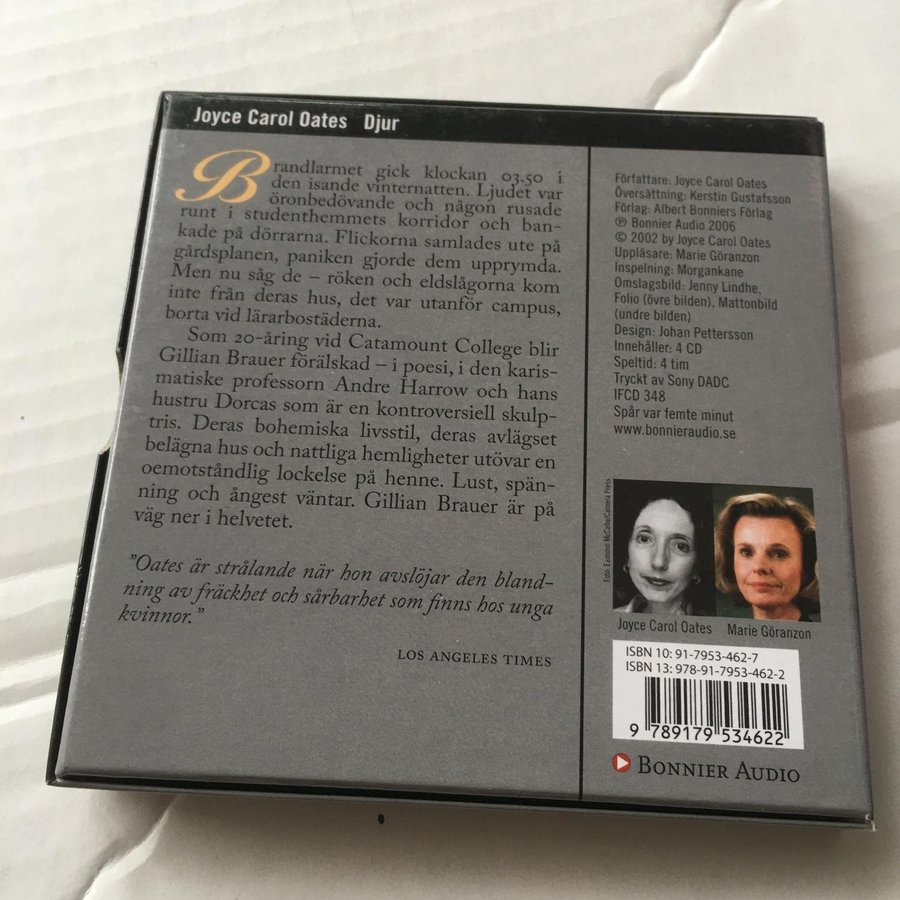 Joyce Carol Oates Djur
Brandlarmet gick klockan 03.50 i
den isande vinternatten. Ljudet var
öronbedövande och någon rusade
runt i studenthemmets korridor och ban-
kade på dörrarna. Flickorna samlades ute på
gårdsplanen, paniken gjorde dem upprymda.
Men nu såg de – röken och eldslågorna kom
inte från deras hus, det var utanför campus,
borta vid lärarbostäderna.
Som 20-åring vid Catamount College blir
Gillian Brauer förälskad – i poesi, i den karis-
matiske professorn Andre Harrow och hans
hustru Dorcas som är en kontroversiell skulp-
tris. Deras bohemiska livsstil, deras avlägset
belägna hus och nattliga hemligheter utövar en
oemotståndlig lockelse på henne. Lust, spän-
ning och ångest väntar. Gillian Brauer är på
väg ner i helvetet.
"Oates är strålande när hon avslöjar den bland-
ning av fräckhet och sårbarhet som finns hos unga
kvinnor."
LOS ANGELES TIMES
Författare: Joyce Carol Oates
Översättning: Kerstin Gustafsson
Förlag: Albert Bonniers Förlag
℗ Bonnier Audio 2006
© 2002 by Joyce Carol Oates
Uppläsare: Marie Göranzon
Inspelning: Morgankane
Omslagsbild: Jenny Lindhe,
Folio (övre bilden), Mattonbild
(undre bilden)
Design: Johan Pettersson
Innehåller: 4 CD
Speltid: 4 tim
Tryckt av Sony DADC
IFCD 348
Spår var femte minut
www.bonnieraudio.se
Foto: Eamonn McCabe/Camera Press
Joyce Carol Oates Marie Göranzon
ISBN 10: 91-7953-462-7
ISBN 13: 978-91-7953-462-2
9 789179 534622
BONNIER AUDIO